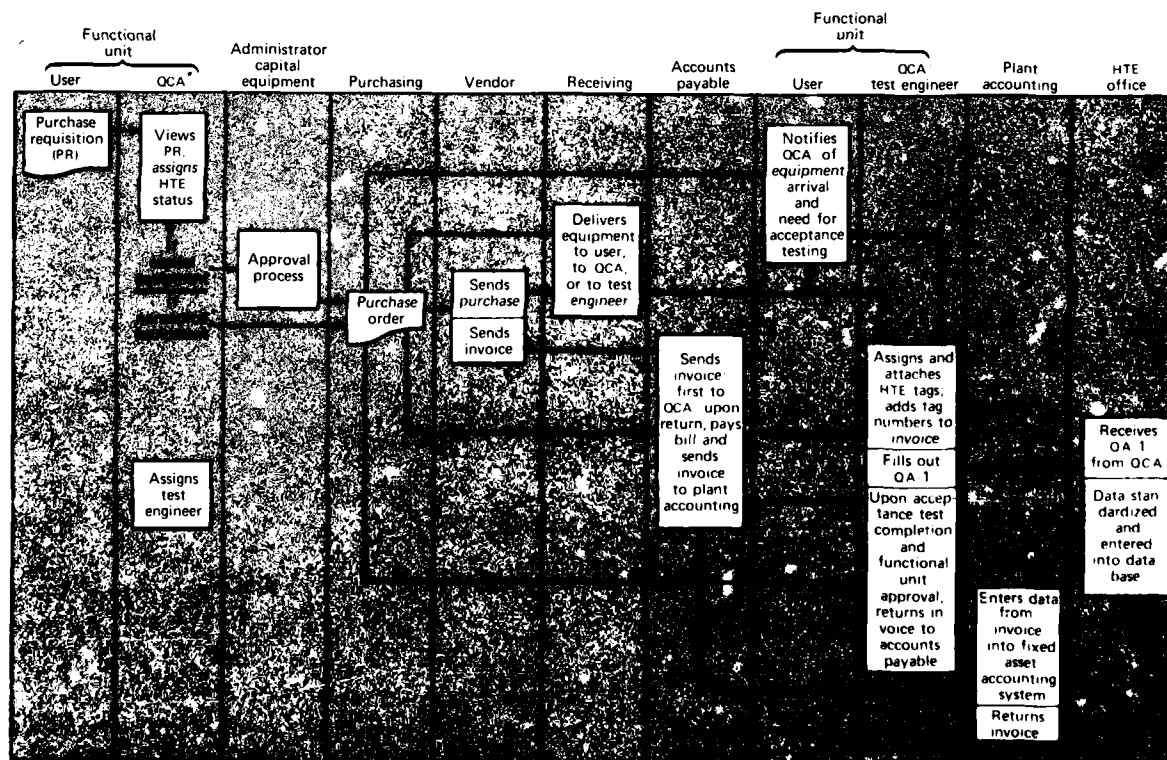 Functional
unit
User
QCA*
Administrator
capital
equipment
Purchasing
Vendor
Receiving
Accounts
payable
Functional
unit
User
QCA
test engineer
Plant
accounting
HTE
office
Purchase
requisition
(PR)
Views
PR,
assigns
HTE
status
Approval
process
Purchase
order
Sends
purchase
Sends
invoice
Delivers
equipment
to user,
to QCA,
or to test
engineer
Sends
invoice
first to
QCA upon
return, pays
bill and
sends
invoice
to plant
accounting
Notifies
QCA of
equipment
arrival
and
need for
acceptance
testing
Assigns and
attaches
HTE tags;
adds tag
numbers to
invoice
Fills out
QA 1
Upon accep-
tance test
completion
and
functional
unit
approval,
returns in
voice to
accounts
payable
Enters data
from
invoice
into fixed
asset
accounting
system
Returns
invoice
Receives
QA 1
from QCA
Data stan
dardized
and
entered
into data
base
Assigns
test
engineer